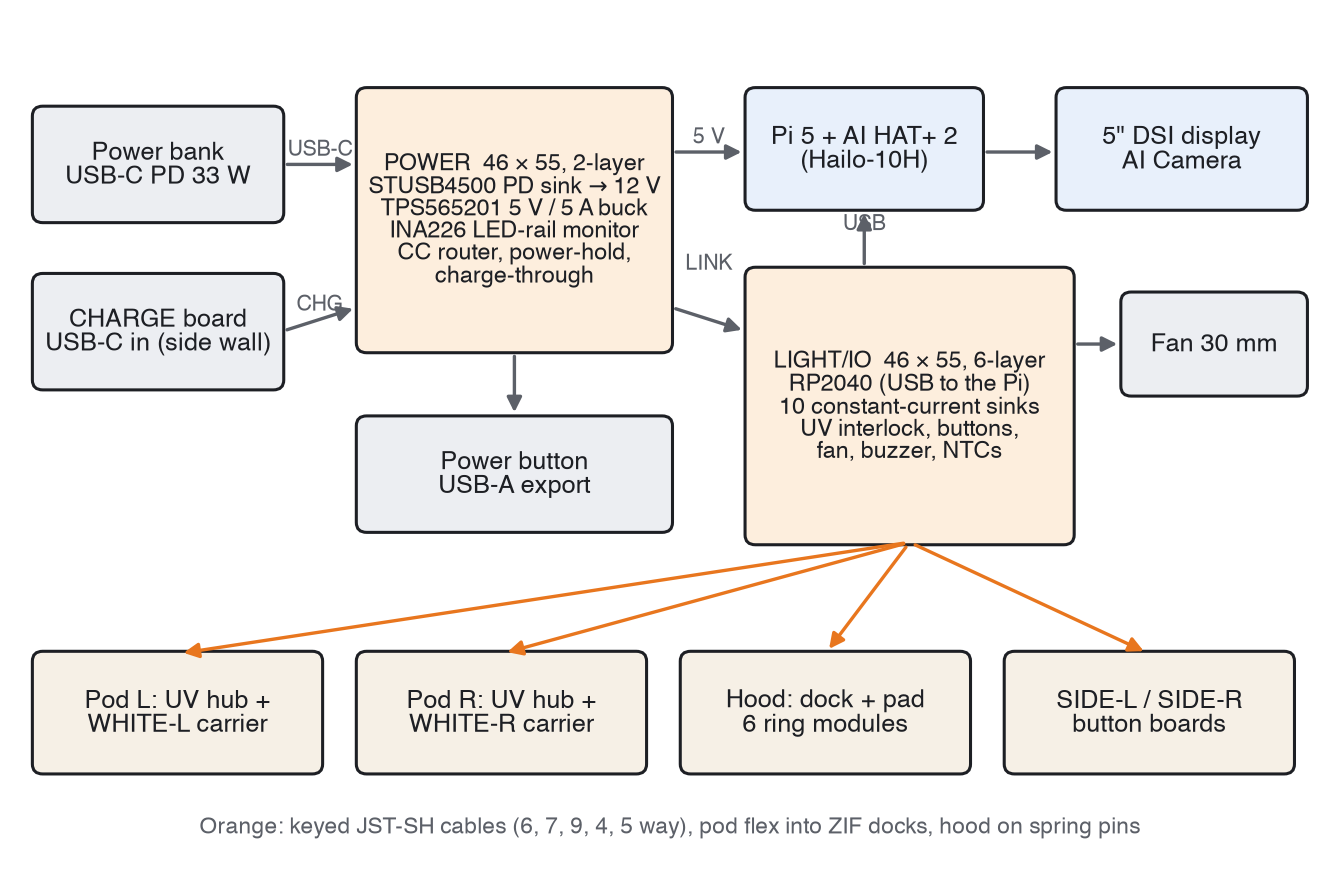 Power bank
USB-C PD 33 W
USB-C
POWER  46 × 55, 2-layer
STUSB4500 PD sink → 12 V
TPS565201 5 V / 5 A buck
INA226 LED-rail monitor
CC router, power-hold,
charge-through
5 V
Pi 5 + AI HAT+ 2
(Hailo-10H)
5" DSI display
AI Camera
USB
LINK
CHARGE board
USB-C in (side wall)
CHG
LIGHT/IO  46 × 55, 6-layer
RP2040 (USB to the Pi)
10 constant-current sinks
UV interlock, buttons,
fan, buzzer, NTCs
Fan 30 mm
Power button
USB-A export
Pod L: UV hub +
WHITE-L carrier
Pod R: UV hub +
WHITE-R carrier
Hood: dock + pad
6 ring modules
SIDE-L / SIDE-R
button boards
Orange: keyed JST-SH cables (6, 7, 9, 4, 5 way), pod flex into ZIF docks, hood on spring pins